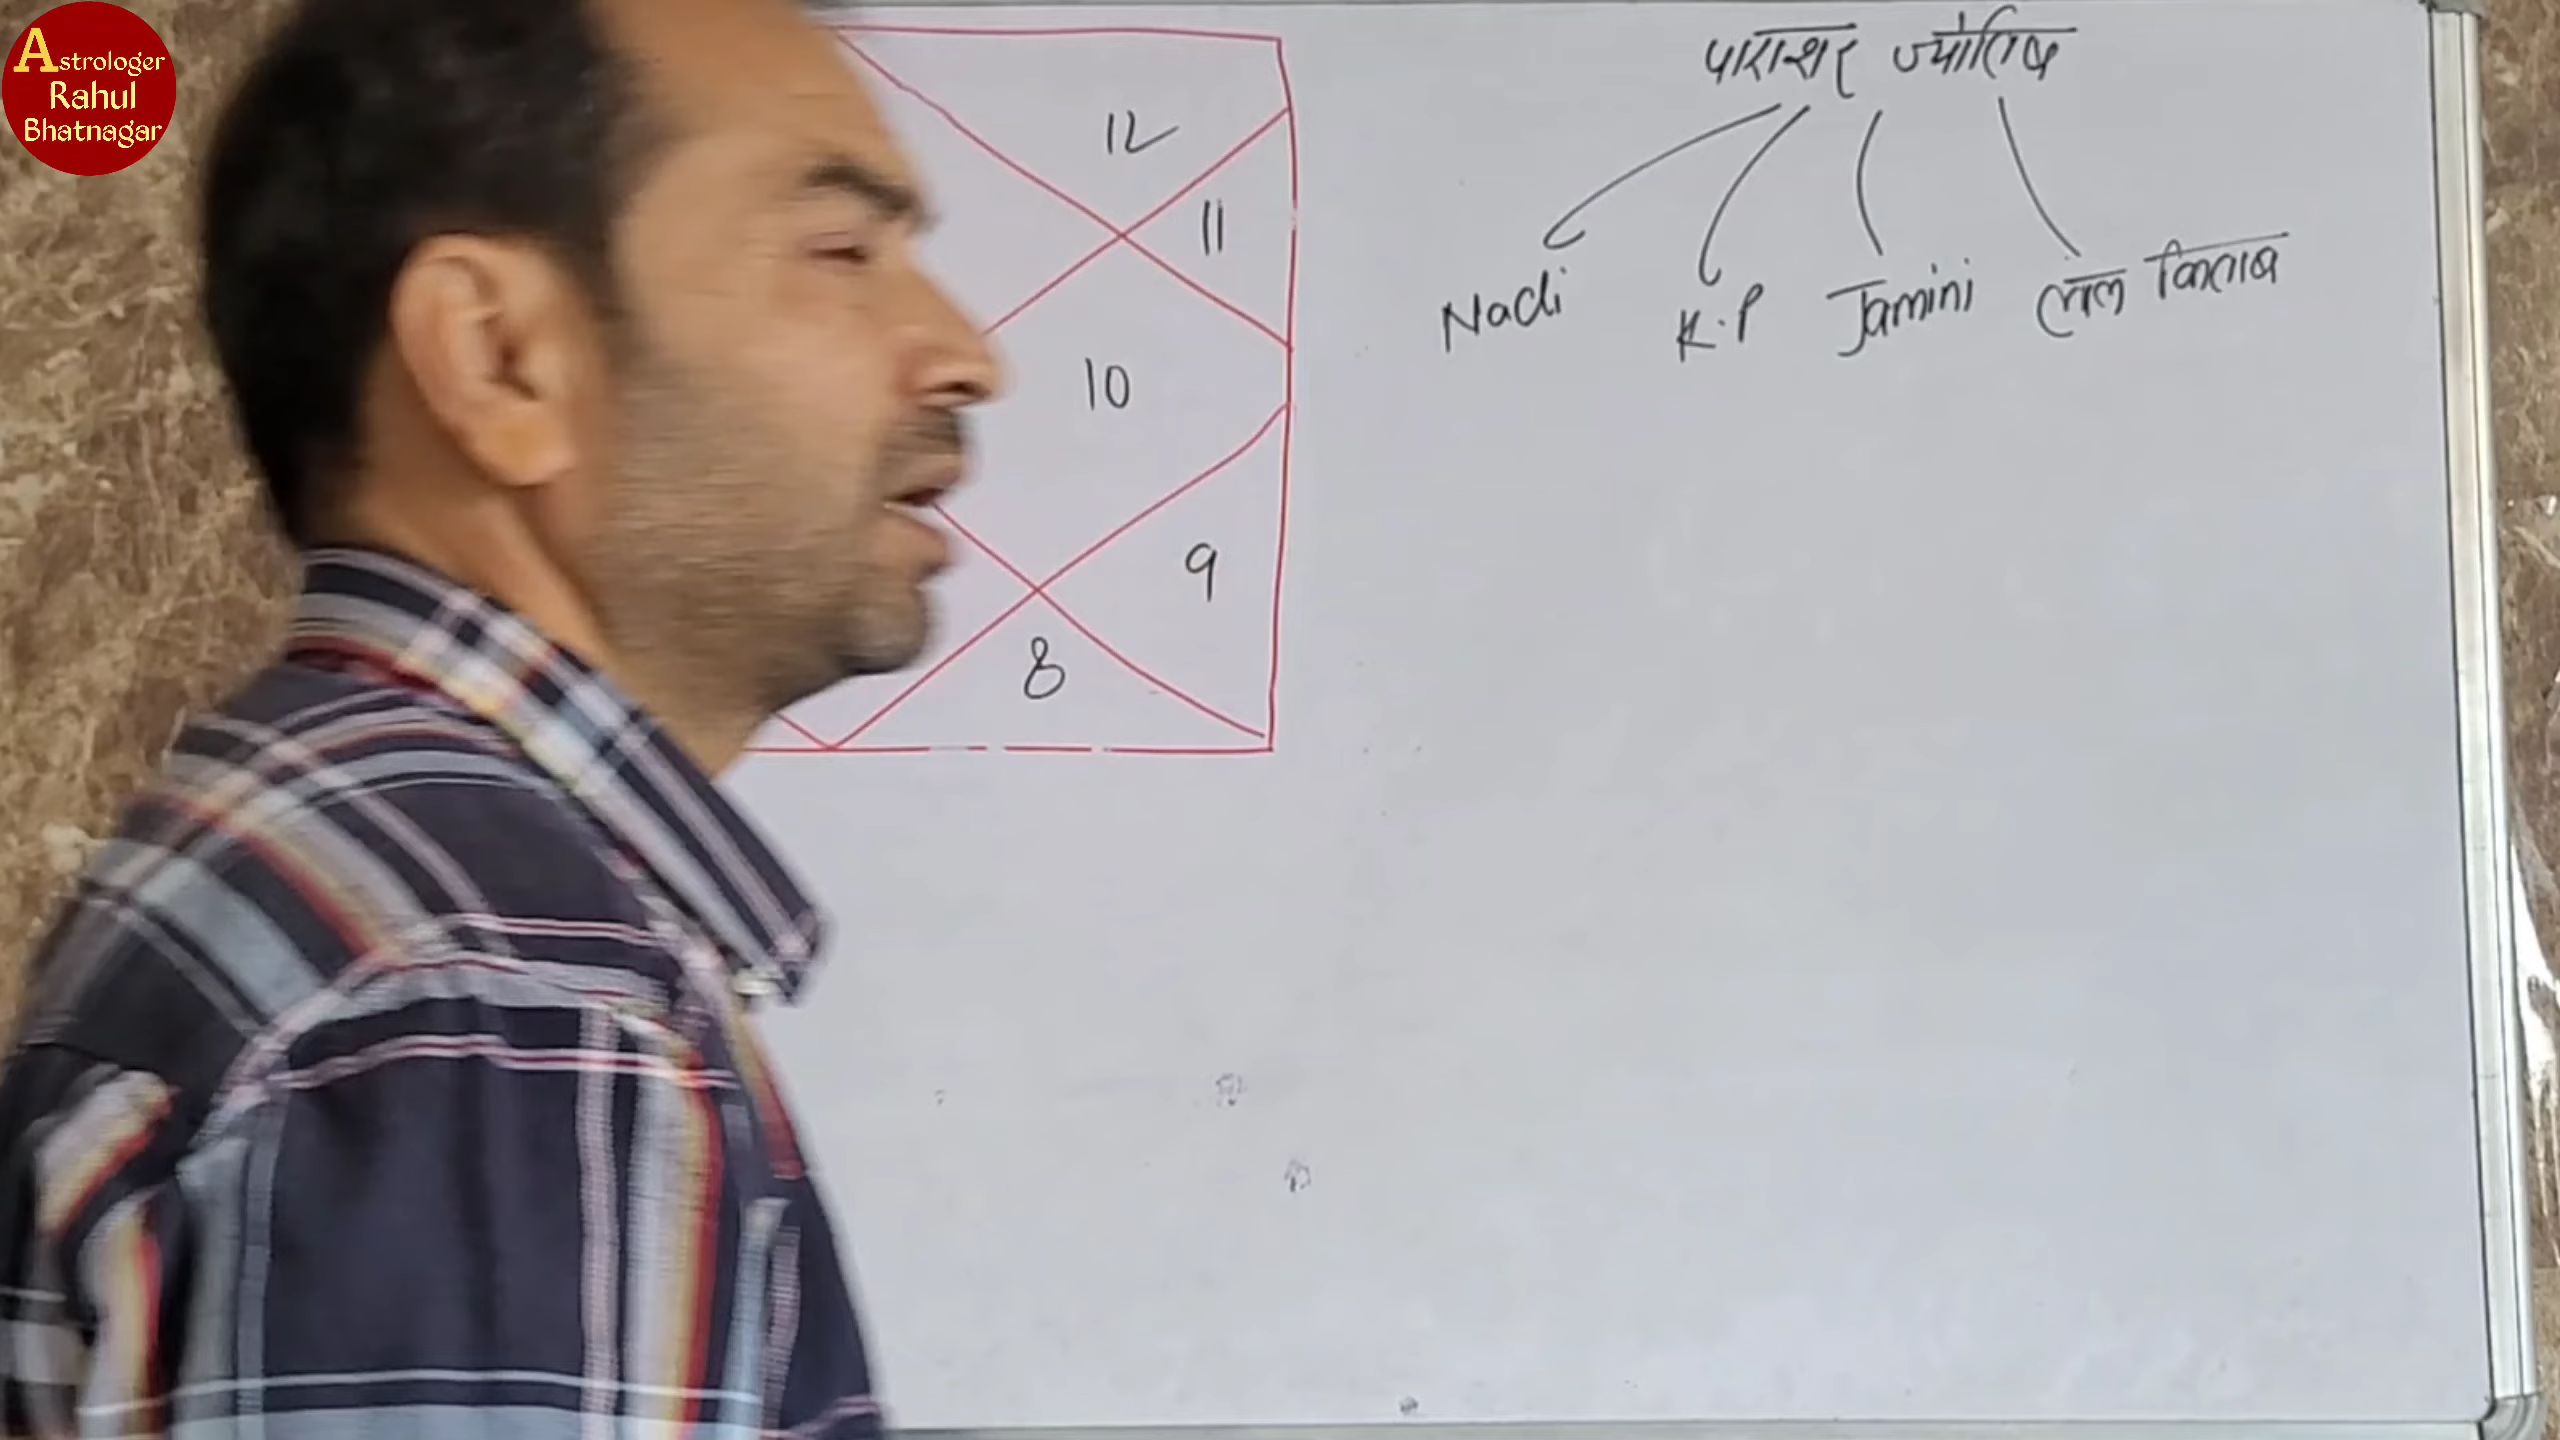 Astrologer
Rahul
Bhatnagar
पाराशर ज्योतिष
Nadi K.P Jamini लाल किताब
12
11
10
9
8